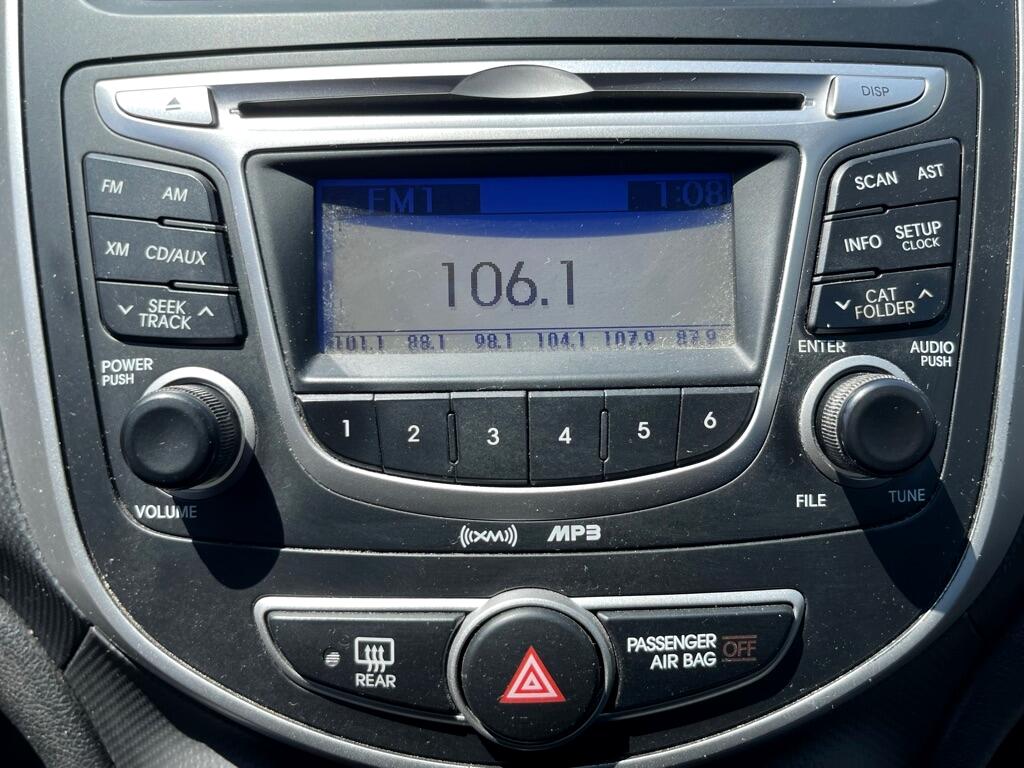 DISP
FM AM
SCAN AST
FM1 1:08
XM CD/AUX
INFO SETUP
CLOCK
106.1
SEEK
TRACK
CAT
FOLDER
101.1 88.1 98.1 104.1 107.9 87.9
POWER
PUSH
ENTER
AUDIO
PUSH
1 2 3 4 5 6
VOLUME
FILE
TUNE
((XM)) MP3
REAR
PASSENGER
AIR BAG
OFF